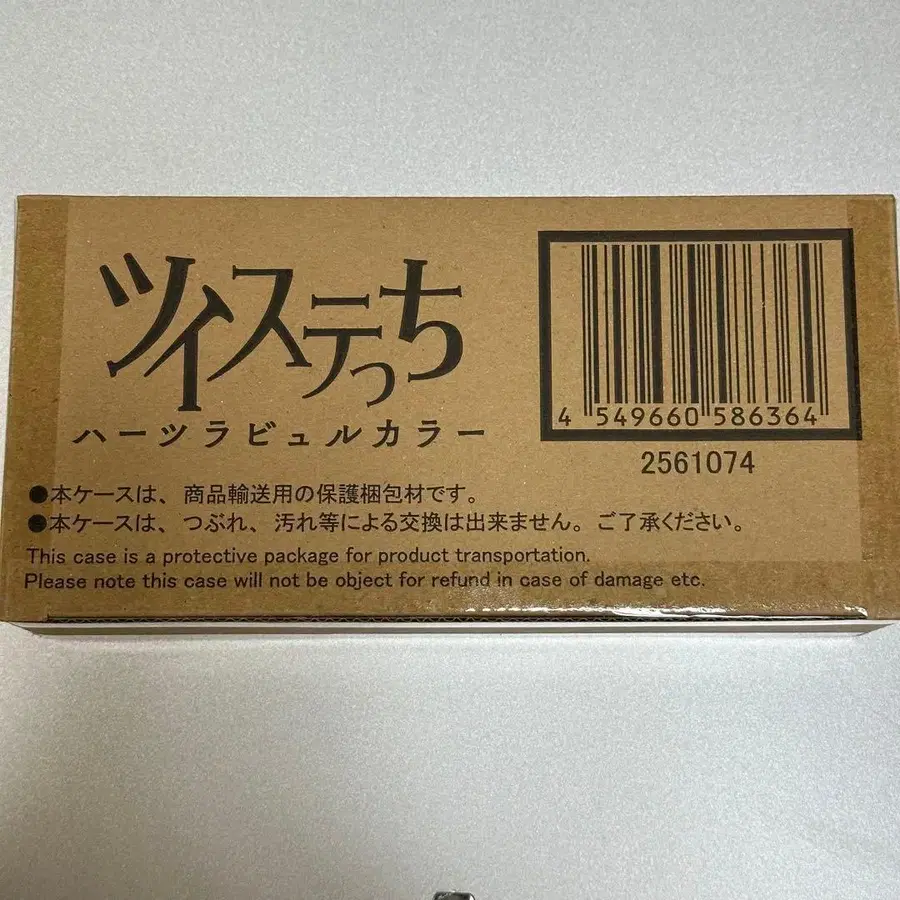 ツイステっち
ハーツラビュルカラー
4 549660 586364
2561074
●本ケースは、商品輸送用の保護梱包材です。
●本ケースは、つぶれ、汚れ等による交換は出来ません。ご了承ください。
This case is a protective package for product transportation.
Please note this case will not be object for refund in case of damage etc.